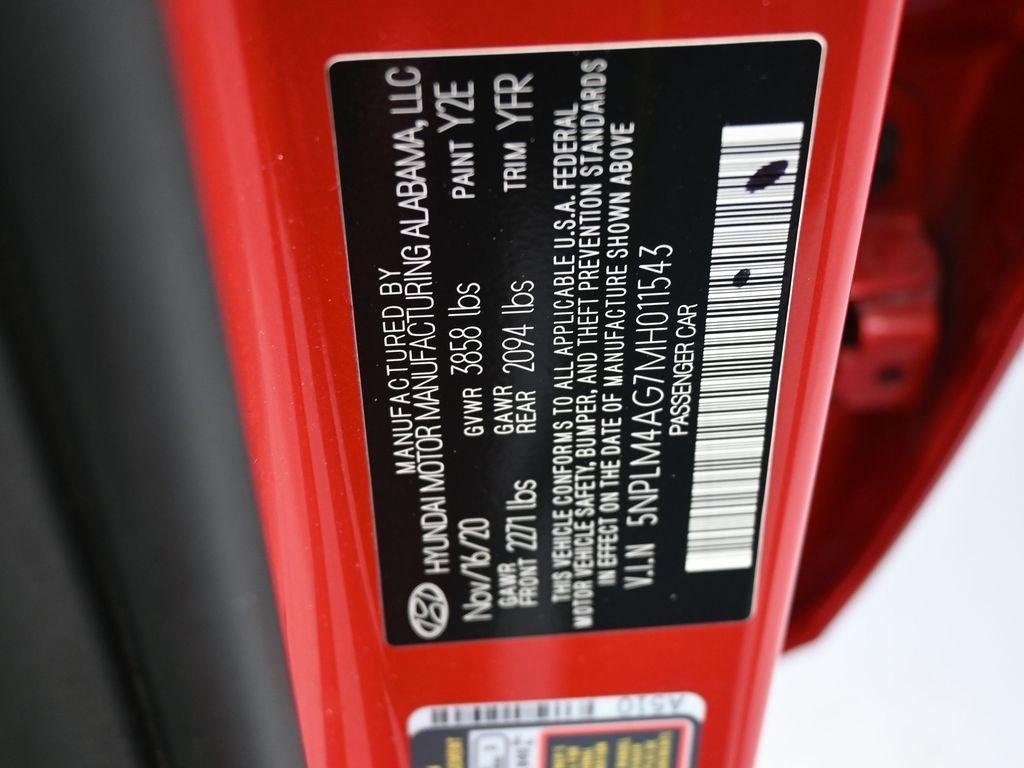 MANUFACTURED BY
HYUNDAI MOTOR MANUFACTURING ALABAMA, LLC
Nov/16/20 GVWR 3858 lbs PAINT Y2E
GAWR FRONT 2271 lbs GAWR REAR 2094 lbs TRIM YFR
THIS VEHICLE CONFORMS TO ALL APPLICABLE U.S.A. FEDERAL
MOTOR VEHICLE SAFETY, BUMPER, AND THEFT PREVENTION STANDARDS
IN EFFECT ON THE DATE OF MANUFACTURE SHOWN ABOVE
V.I.N 5NPLM4AG7MH011543
PASSENGER CAR
A510